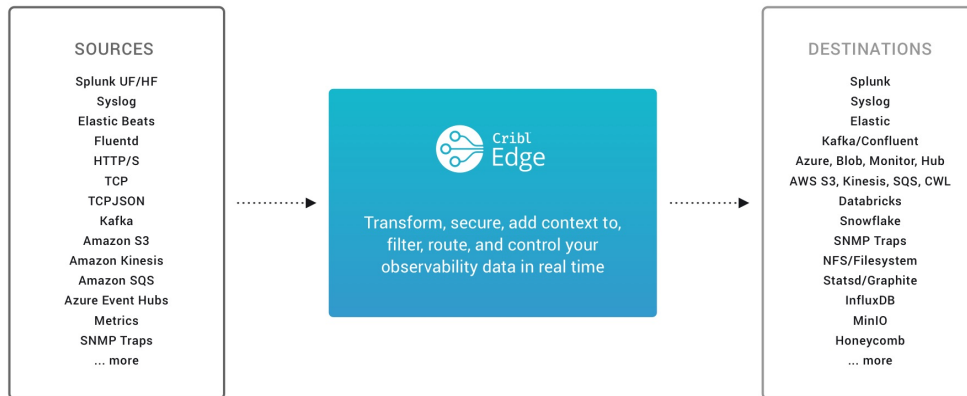 SOURCES
Splunk UF/HF
Syslog
Elastic Beats
Fluentd
HTTP/S
TCP
TCPJSON
Kafka
Amazon S3
Amazon Kinesis
Amazon SQS
Azure Event Hubs
Metrics
SNMP Traps
... more
Cribl
Edge
Transform, secure, add context to,
filter, route, and control your
observability data in real time
DESTINATIONS
Splunk
Syslog
Elastic
Kafka/Confluent
Azure, Blob, Monitor, Hub
AWS S3, Kinesis, SQS, CWL
Databricks
Snowflake
SNMP Traps
NFS/Filesystem
Statsd/Graphite
InfluxDB
MinIO
Honeycomb
... more